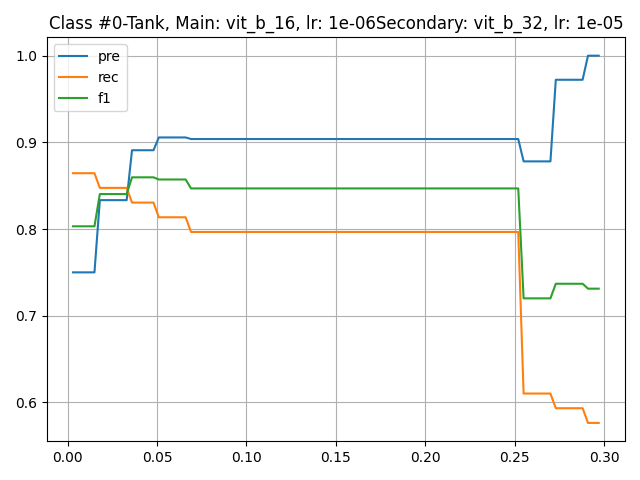 Class #0-Tank, Main: vit_b_16, lr: 1e-06Secondary: vit_b_32, lr: 1e-05
pre
rec
f1
1.0
0.9
0.8
0.7
0.6
0.00 0.05 0.10 0.15 0.20 0.25 0.30